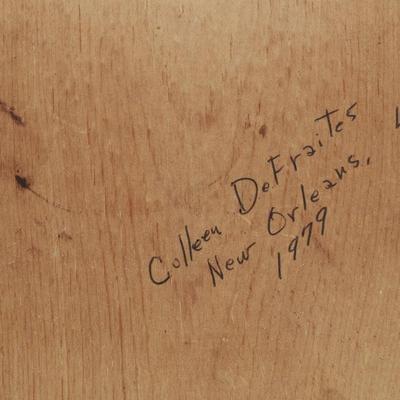 Colleen DeFraites
New Orleans,
1979